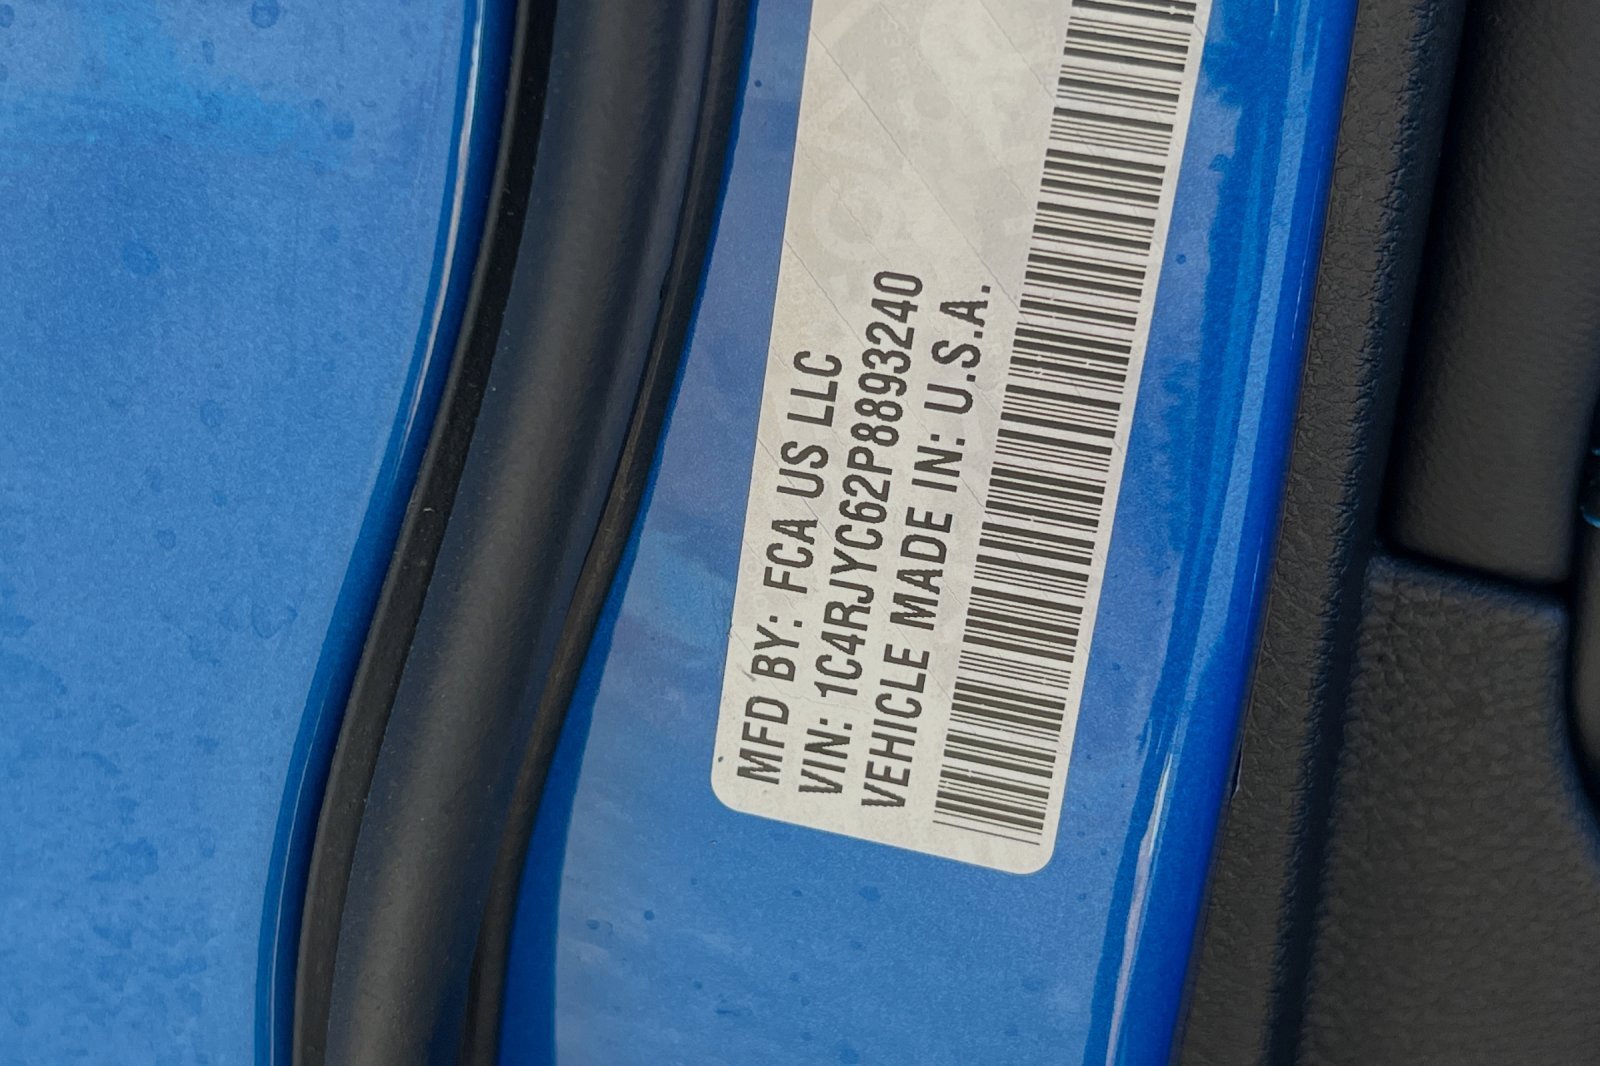 MFD BY: FCA US LLC
VIN: 1C4RJYC62P8893240
VEHICLE MADE IN: U.S.A.